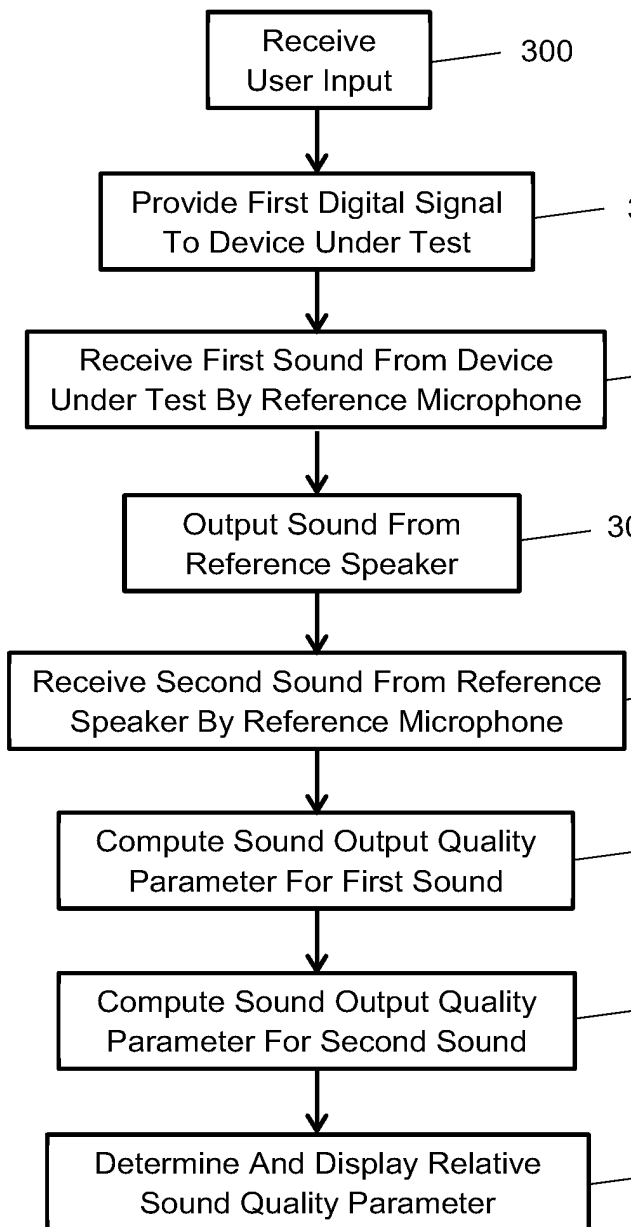 Receive
User Input
300
Provide First Digital Signal
To Device Under Test
Receive First Sound From Device
Under Test By Reference Microphone
Output Sound From
Reference Speaker
Receive Second Sound From Reference
Speaker By Reference Microphone
Compute Sound Output Quality
Parameter For First Sound
Compute Sound Output Quality
Parameter For Second Sound
Determine And Display Relative
Sound Quality Parameter